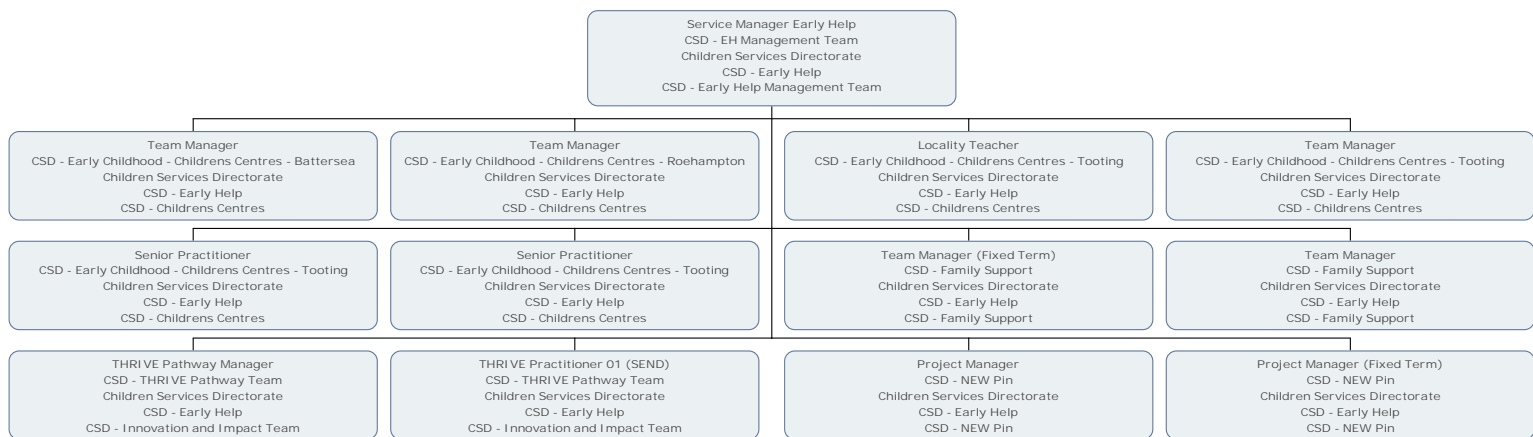 Service Manager Early Help
CSD - EH Management Team
Children Services Directorate
CSD - Early Help
CSD - Early Help Management Team
Team Manager
CSD - Early Childhood - Childrens Centres - Battersea
Children Services Directorate
CSD - Early Help
CSD - Childrens Centres
Team Manager
CSD - Early Childhood - Childrens Centres - Roehampton
Children Services Directorate
CSD - Early Help
CSD - Childrens Centres
Locality Teacher
CSD - Early Childhood - Childrens Centres - Tooting
Children Services Directorate
CSD - Early Help
CSD - Childrens Centres
Team Manager
CSD - Early Childhood - Childrens Centres - Tooting
Children Services Directorate
CSD - Early Help
CSD - Childrens Centres
Senior Practitioner
CSD - Early Childhood - Childrens Centres - Tooting
Children Services Directorate
CSD - Early Help
CSD - Childrens Centres
Senior Practitioner
CSD - Early Childhood - Childrens Centres - Tooting
Children Services Directorate
CSD - Early Help
CSD - Childrens Centres
Team Manager (Fixed Term)
CSD - Family Support
Children Services Directorate
CSD - Early Help
CSD - Family Support
Team Manager
CSD - Family Support
Children Services Directorate
CSD - Early Help
CSD - Family Support
THRIVE Pathway Manager
CSD - THRIVE Pathway Team
Children Services Directorate
CSD - Early Help
CSD - Innovation and Impact Team
THRIVE Practitioner 01 (SEND)
CSD - THRIVE Pathway Team
Children Services Directorate
CSD - Early Help
CSD - Innovation and Impact Team
Project Manager
CSD - NEW Pin
Children Services Directorate
CSD - Early Help
CSD - NEW Pin
Project Manager (Fixed Term)
CSD - NEW Pin
Children Services Directorate
CSD - Early Help
CSD - NEW Pin